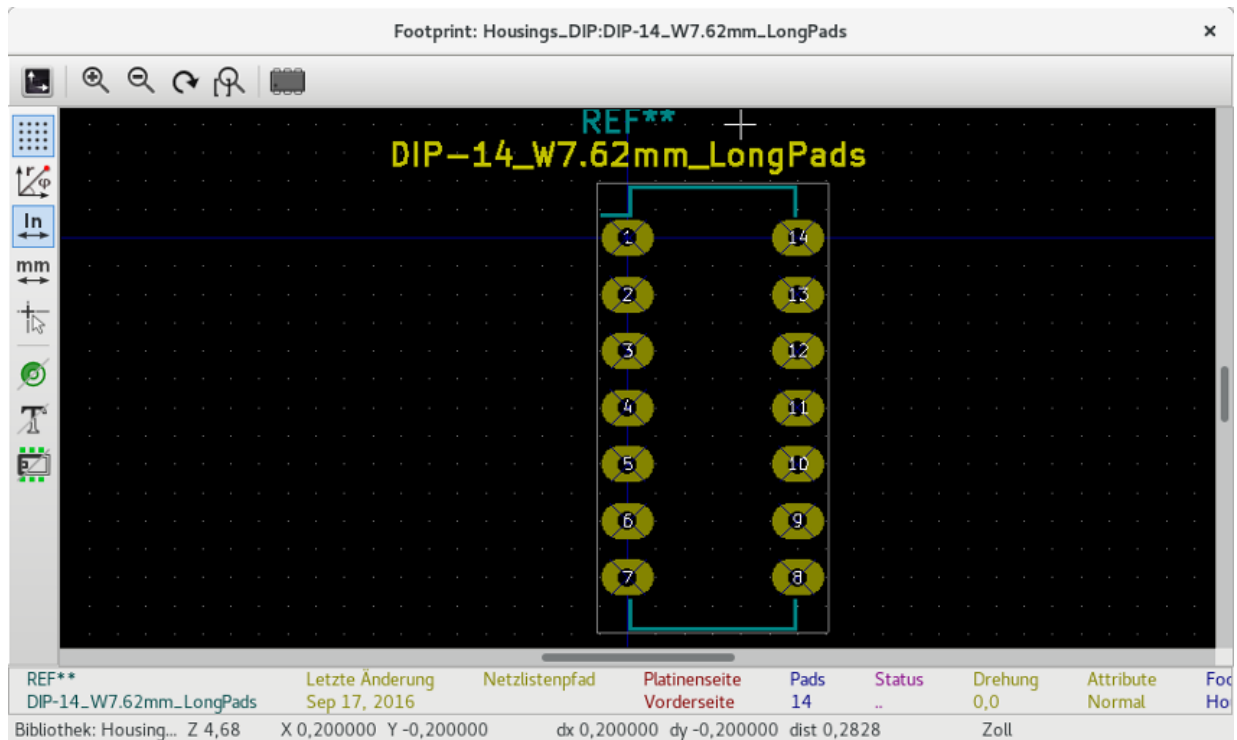 Footprint: Housings_DIP:DIP-14_W7.62mm_LongPads ×
REF**
DIP-14_W7.62mm_LongPads
In
mm
1 14
2 13
3 12
4 11
5 10
6 9
7 8
REF** Letzte Änderung Netzlistenpfad Platinenseite Pads Status Drehung Attribute Foo
DIP-14_W7.62mm_LongPads Sep 17, 2016 Vorderseite 14 .. 0,0 Normal Ho
Bibliothek: Housing... Z 4,68 X 0,200000 Y -0,200000 dx 0,200000 dy -0,200000 dist 0,2828 Zoll